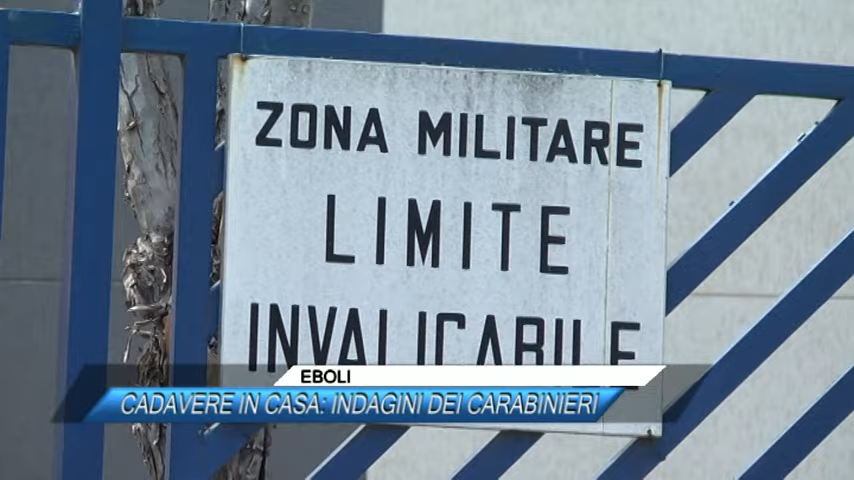 ZONA MILITARE
LIMITE
INVALICABILE
EBOLI
CADAVERE IN CASA: INDAGINI DEI CARABINIERI